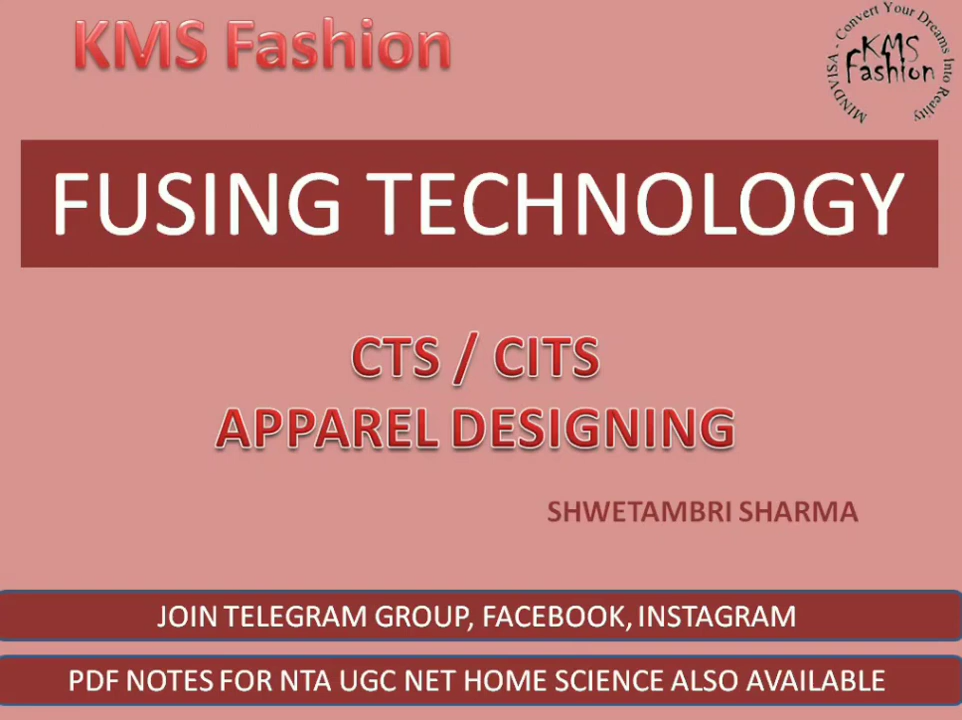 KMS Fashion
MINDVISA - Convert Your Dreams Into Reality
KMS
Fashion
FUSING TECHNOLOGY
CTS / CITS
APPAREL DESIGNING
SHWETAMBRI SHARMA
JOIN TELEGRAM GROUP, FACEBOOK, INSTAGRAM
PDF NOTES FOR NTA UGC NET HOME SCIENCE ALSO AVAILABLE